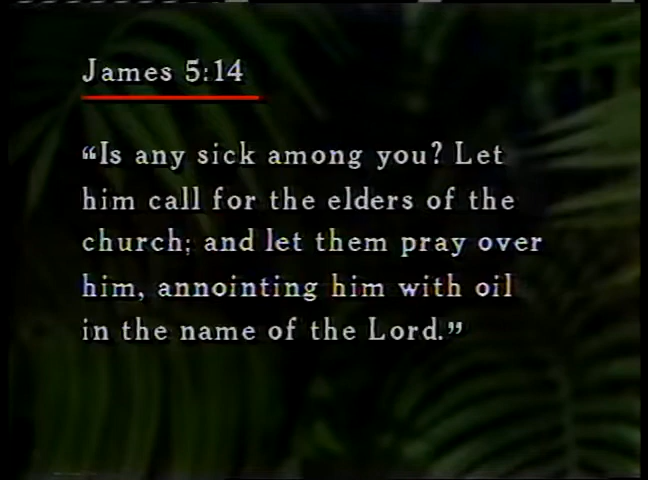 James 5:14
“Is any sick among you? Let
him call for the elders of the
church; and let them pray over
him, annointing him with oil
in the name of the Lord.”